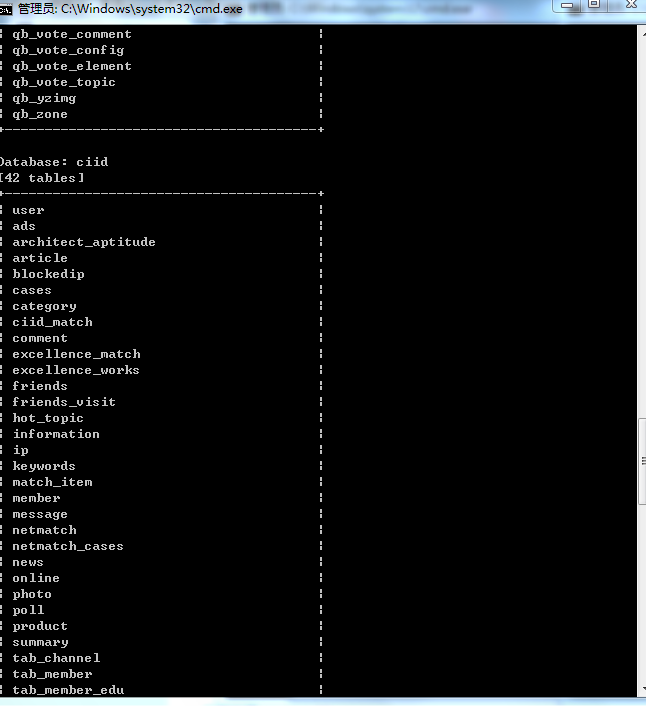 管理员: C:\Windows\system32\cmd.exe
¦ qb_vote_comment ¦
¦ qb_vote_config ¦
¦ qb_vote_element ¦
¦ qb_vote_topic ¦
¦ qb_yzimg ¦
¦ qb_zone ¦
+---------------------------------------+
Database: ciid
[42 tables]
+---------------------------------------+
¦ user ¦
¦ ads ¦
¦ architect_aptitude ¦
¦ article ¦
¦ blockedip ¦
¦ cases ¦
¦ category ¦
¦ ciid_match ¦
¦ comment ¦
¦ excellence_match ¦
¦ excellence_works ¦
¦ friends ¦
¦ friends_visit ¦
¦ hot_topic ¦
¦ information ¦
¦ ip ¦
¦ keywords ¦
¦ match_item ¦
¦ member ¦
¦ message ¦
¦ netmatch ¦
¦ netmatch_cases ¦
¦ news ¦
¦ online ¦
¦ photo ¦
¦ poll ¦
¦ product ¦
¦ summary ¦
¦ tab_channel ¦
¦ tab_member ¦
¦ tab_member_edu ¦